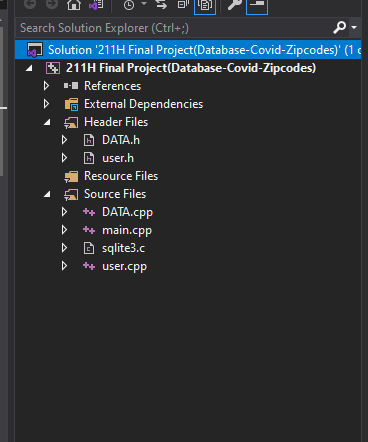 Search Solution Explorer (Ctrl+;)
Solution '211H Final Project(Database-Covid-Zipcodes)' (1 o
211H Final Project(Database-Covid-Zipcodes)
References
External Dependencies
Header Files
DATA.h
user.h
Resource Files
Source Files
DATA.cpp
main.cpp
sqlite3.c
user.cpp